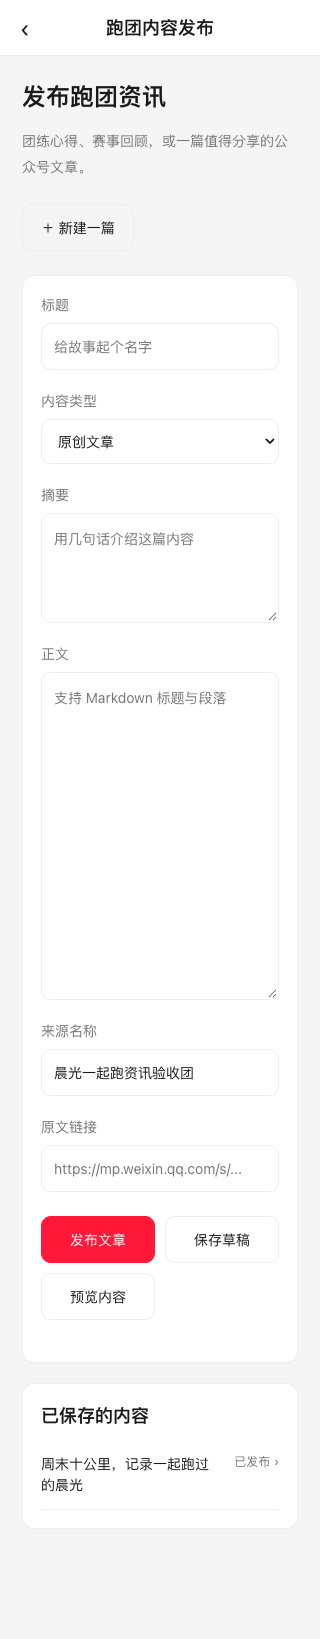 ‹
跑团内容发布
发布跑团资讯
团练心得、赛事回顾，或一篇值得分享的公
众号文章。
＋ 新建一篇
标题
给故事起个名字
内容类型
原创文章
摘要
用几句话介绍这篇内容
正文
支持 Markdown 标题与段落
来源名称
晨光一起跑资讯验收团
原文链接
https://mp.weixin.qq.com/s/...
发布文章
保存草稿
预览内容
已保存的内容
周末十公里，记录一起跑过
的晨光
已发布 ›